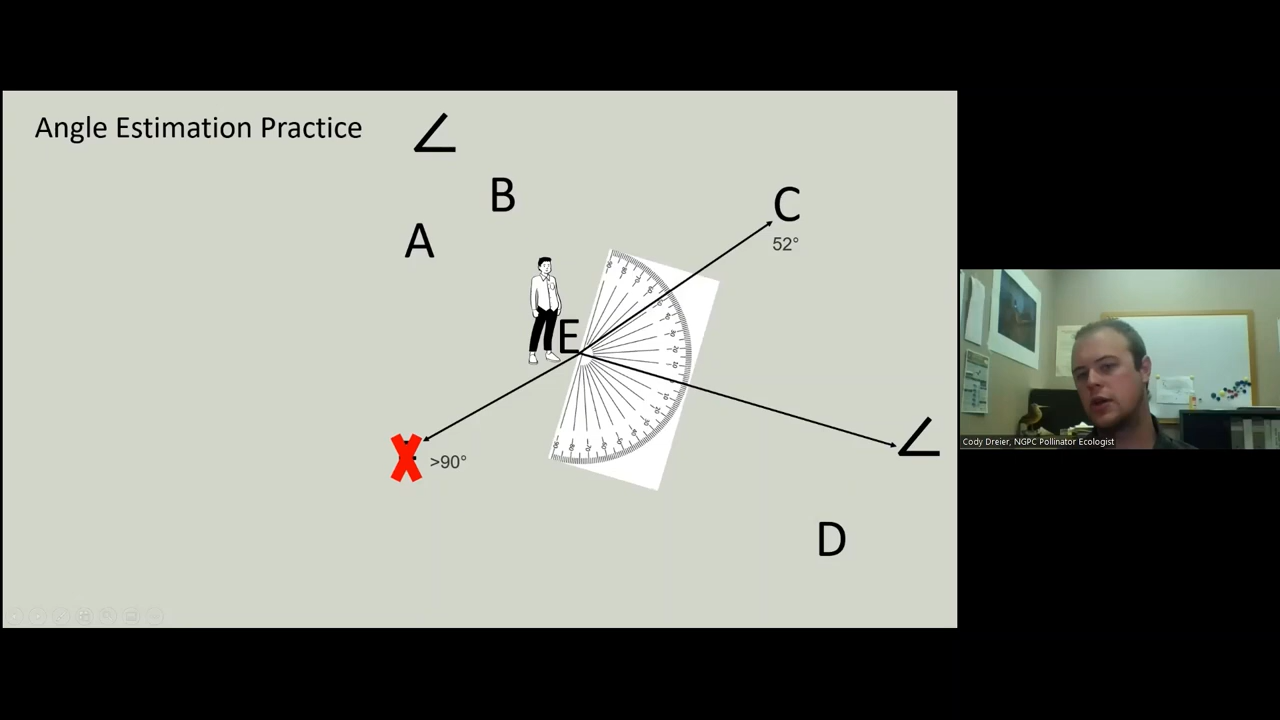 Angle Estimation Practice
B
C
A
52°
E
>90°
D
Cody Dreier, NGPC Pollinator Ecologist